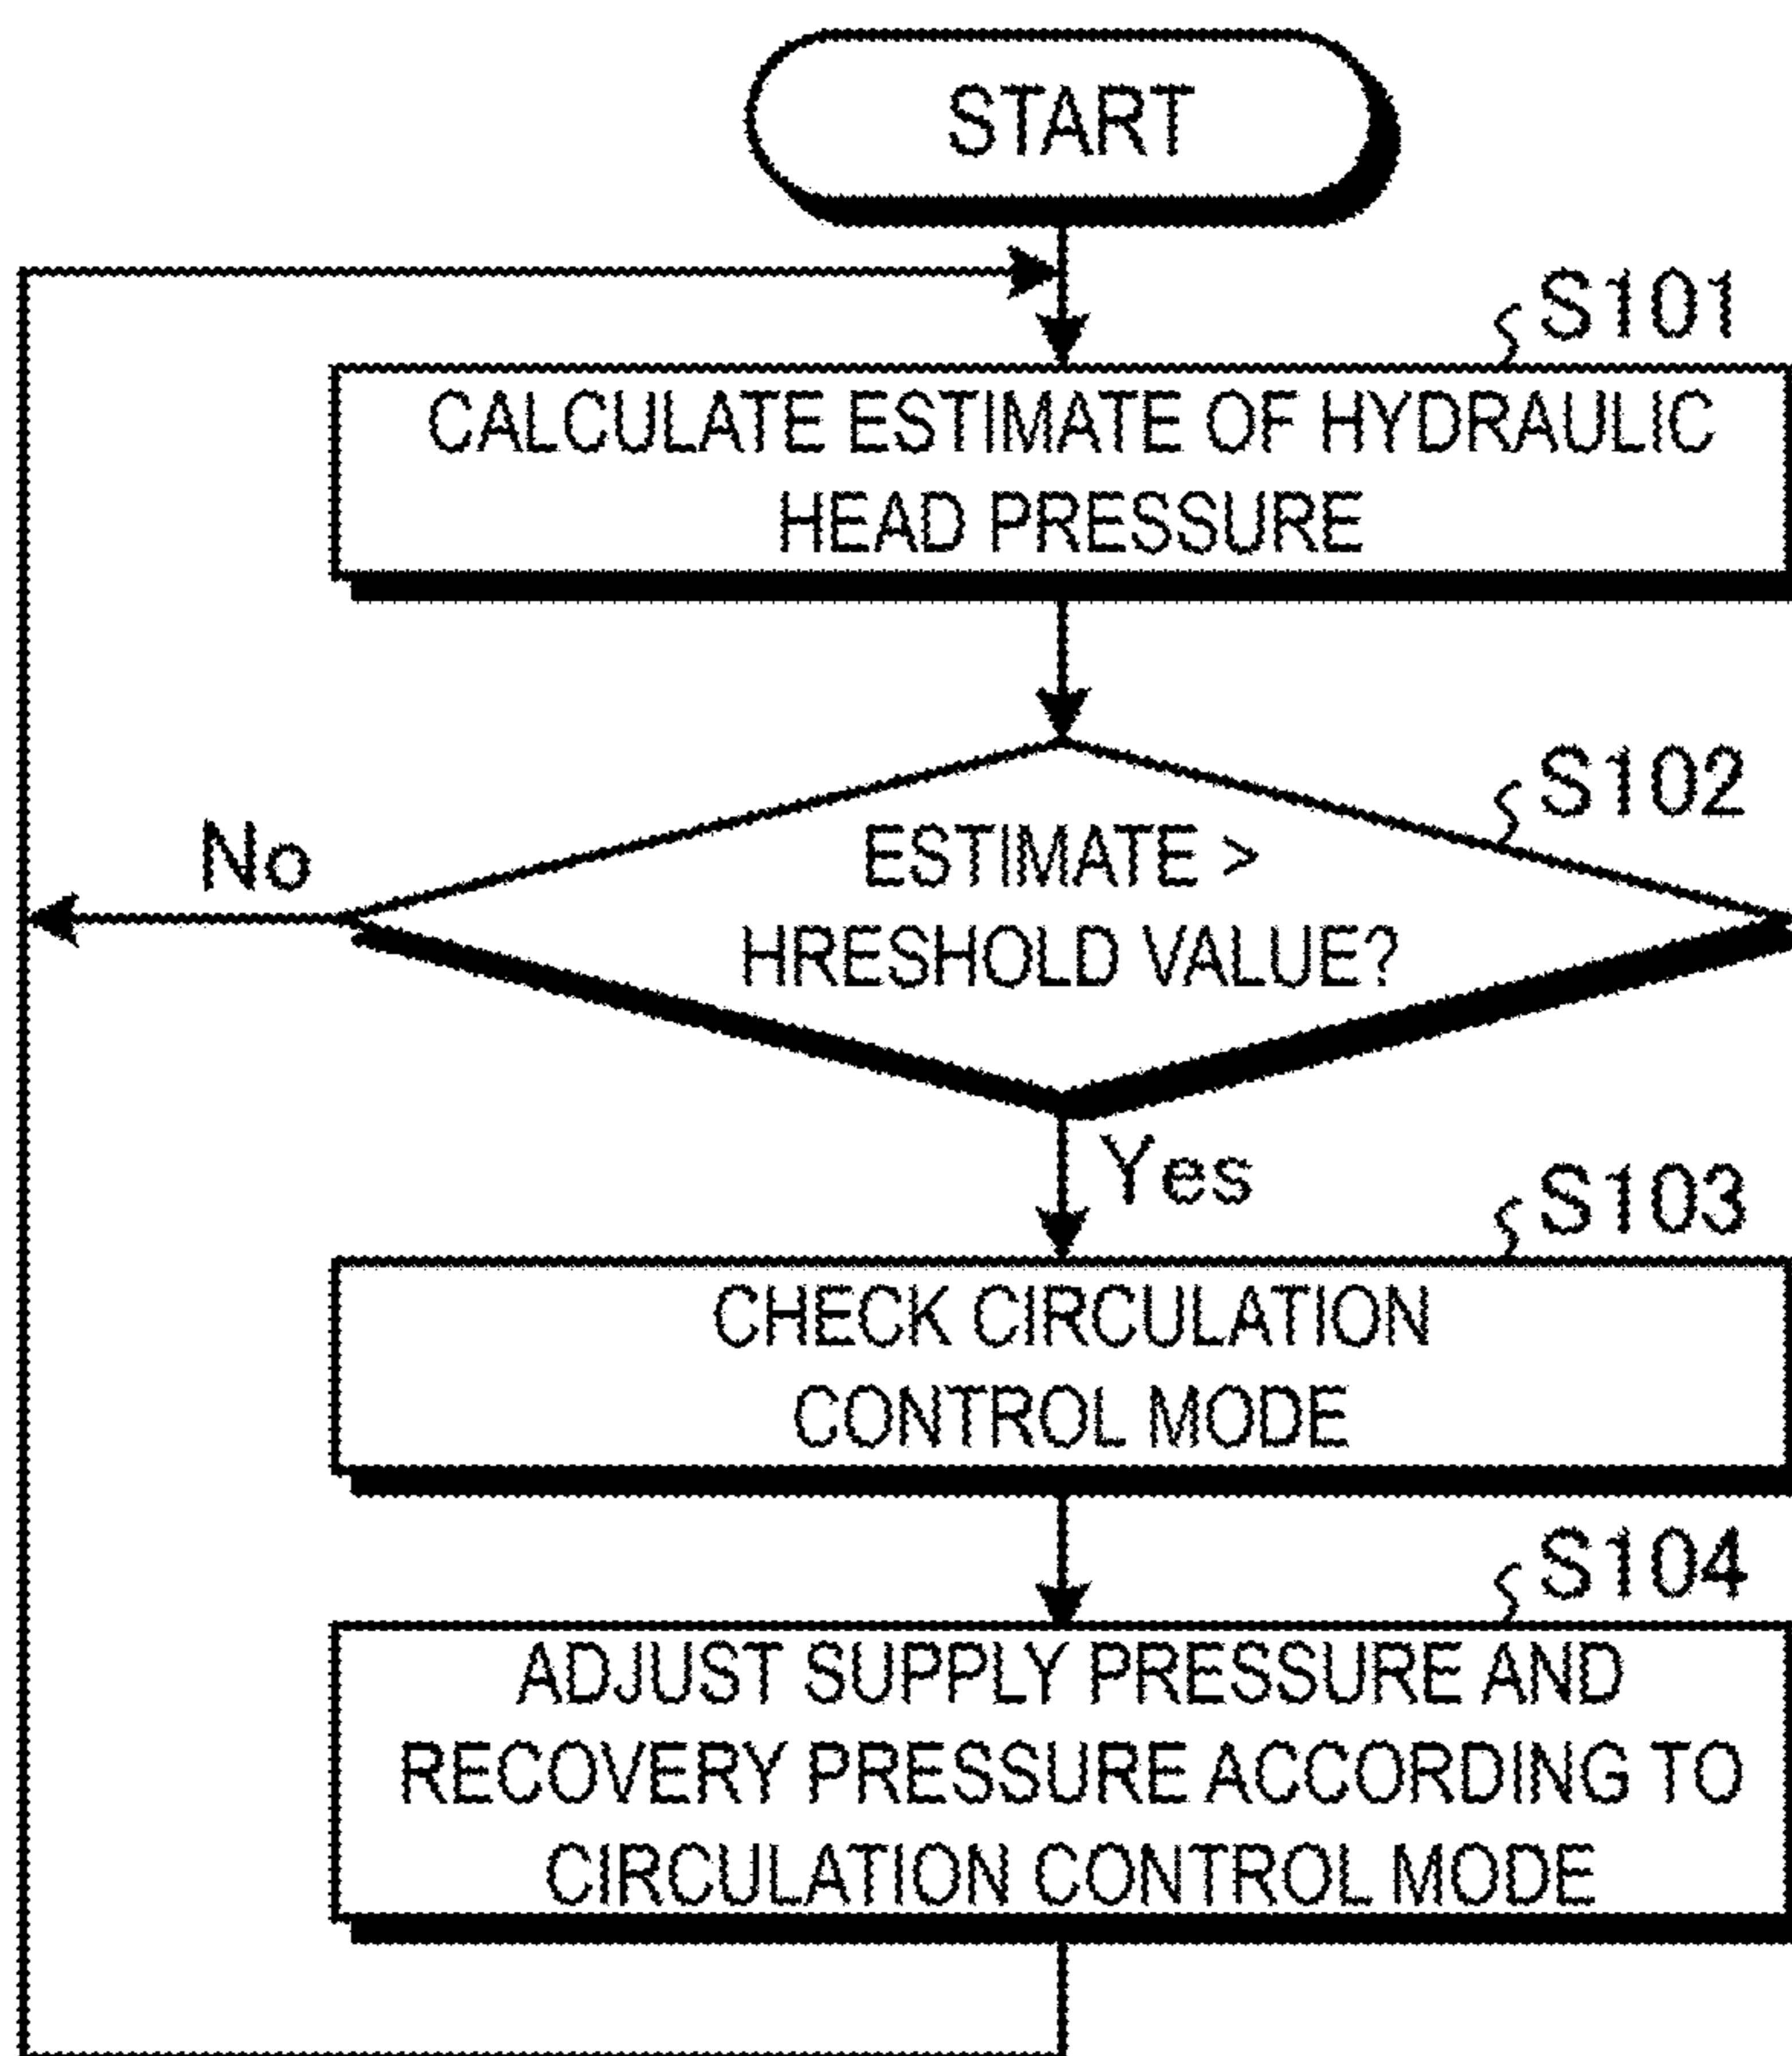 START
S101
CALCULATE ESTIMATE OF HYDRAULIC
HEAD PRESSURE
S102
ESTIMATE >
HRESHOLD VALUE?
No
Yes
S103
CHECK CIRCULATION
CONTROL MODE
S104
ADJUST SUPPLY PRESSURE AND
RECOVERY PRESSURE ACCORDING TO
CIRCULATION CONTROL MODE